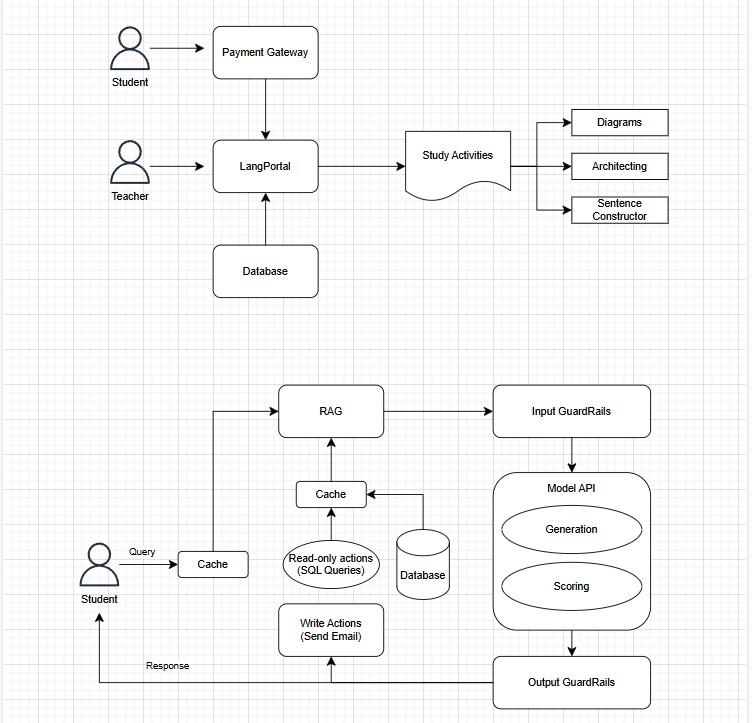 Student
Payment Gateway
Teacher
LangPortal
Study Activities
Diagrams
Architecting
Sentence
Constructor
Database
RAG
Input GuardRails
Cache
Model API
Generation
Scoring
Query
Student
Cache
Read-only actions
(SQL Queries)
Database
Write Actions
(Send Email)
Response
Output GuardRails